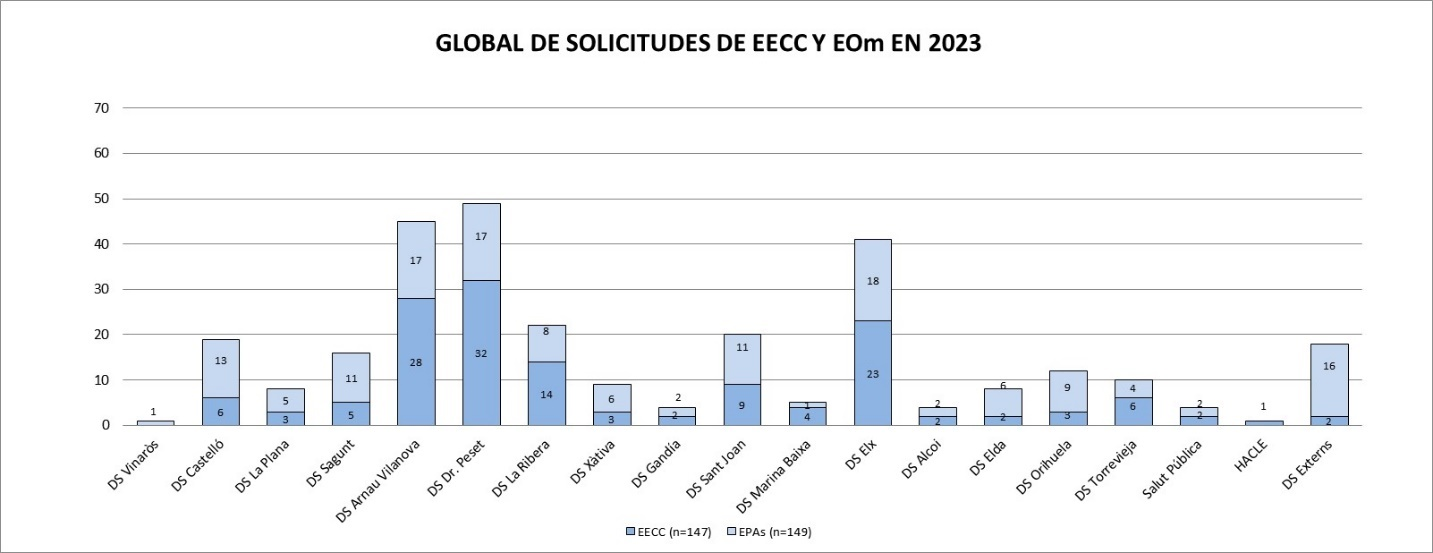 GLOBAL DE SOLICITUDES DE EECC Y EOm EN 2023
70
60
50
40
30
20
10
0
1
13
6
5
3
11
5
17
28
17
32
8
14
6
3
2
2
11
9
1
4
18
23
2
2
6
2
9
3
4
6
2
2
1
16
2
DS Vinaròs
DS Castelló
DS La Plana
DS Sagunt
DS Arnau Vilanova
DS Dr. Peset
DS La Ribera
DS Xàtiva
DS Gandía
DS Sant Joan
DS Marina Baixa
DS Elx
DS Alcoi
DS Elda
DS Orihuela
DS Torrevieja
Salut Pública
HACLE
DS Externs
EECC (n=147) EPAs (n=149)